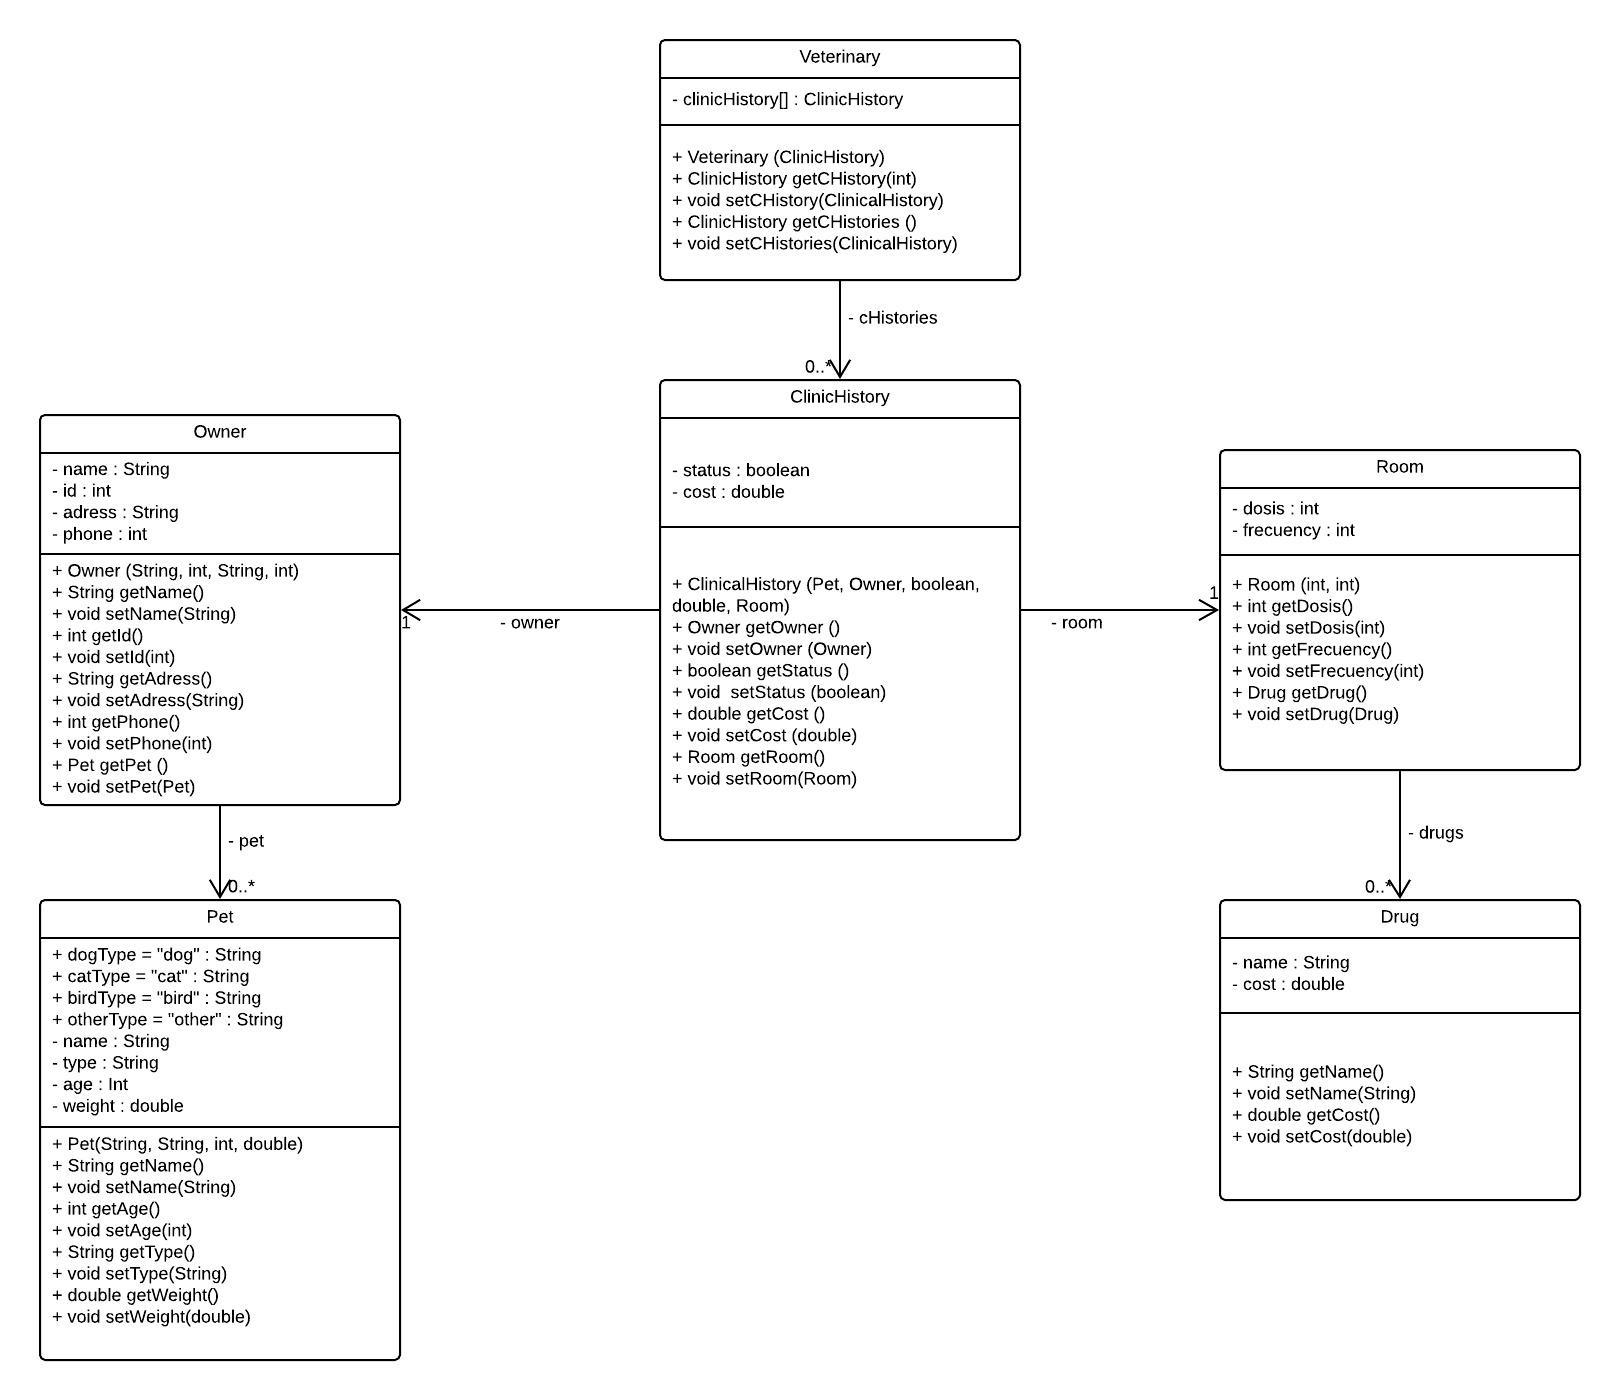 Veterinary
- clinicHistory[] : ClinicHistory
+ Veterinary (ClinicHistory)
+ ClinicHistory getCHistory(int)
+ void setCHistory(ClinicalHistory)
+ ClinicHistory getCHistories ()
+ void setCHistories(ClinicalHistory)
- cHistories
0..*
ClinicHistory
- status : boolean
- cost : double
+ ClinicalHistory (Pet, Owner, boolean,
double, Room)
+ Owner getOwner ()
+ void setOwner (Owner)
+ boolean getStatus ()
+ void  setStatus (boolean)
+ double getCost ()
+ void setCost (double)
+ Room getRoom()
+ void setRoom(Room)
Owner
- name : String
- id : int
- adress : String
- phone : int
+ Owner (String, int, String, int)
+ String getName()
+ void setName(String)
+ int getId()
+ void setId(int)
+ String getAdress()
+ void setAdress(String)
+ int getPhone()
+ void setPhone(int)
+ Pet getPet ()
+ void setPet(Pet)
1
- owner
- room
1
Room
- dosis : int
- frecuency : int
+ Room (int, int)
+ int getDosis()
+ void setDosis(int)
+ int getFrecuency()
+ void setFrecuency(int)
+ Drug getDrug()
+ void setDrug(Drug)
- pet
0..*
Pet
+ dogType = "dog" : String
+ catType = "cat" : String
+ birdType = "bird" : String
+ otherType = "other" : String
- name : String
- type : String
- age : Int
- weight : double
+ Pet(String, String, int, double)
+ String getName()
+ void setName(String)
+ int getAge()
+ void setAge(int)
+ String getType()
+ void setType(String)
+ double getWeight()
+ void setWeight(double)
- drugs
0..*
Drug
- name : String
- cost : double
+ String getName()
+ void setName(String)
+ double getCost()
+ void setCost(double)